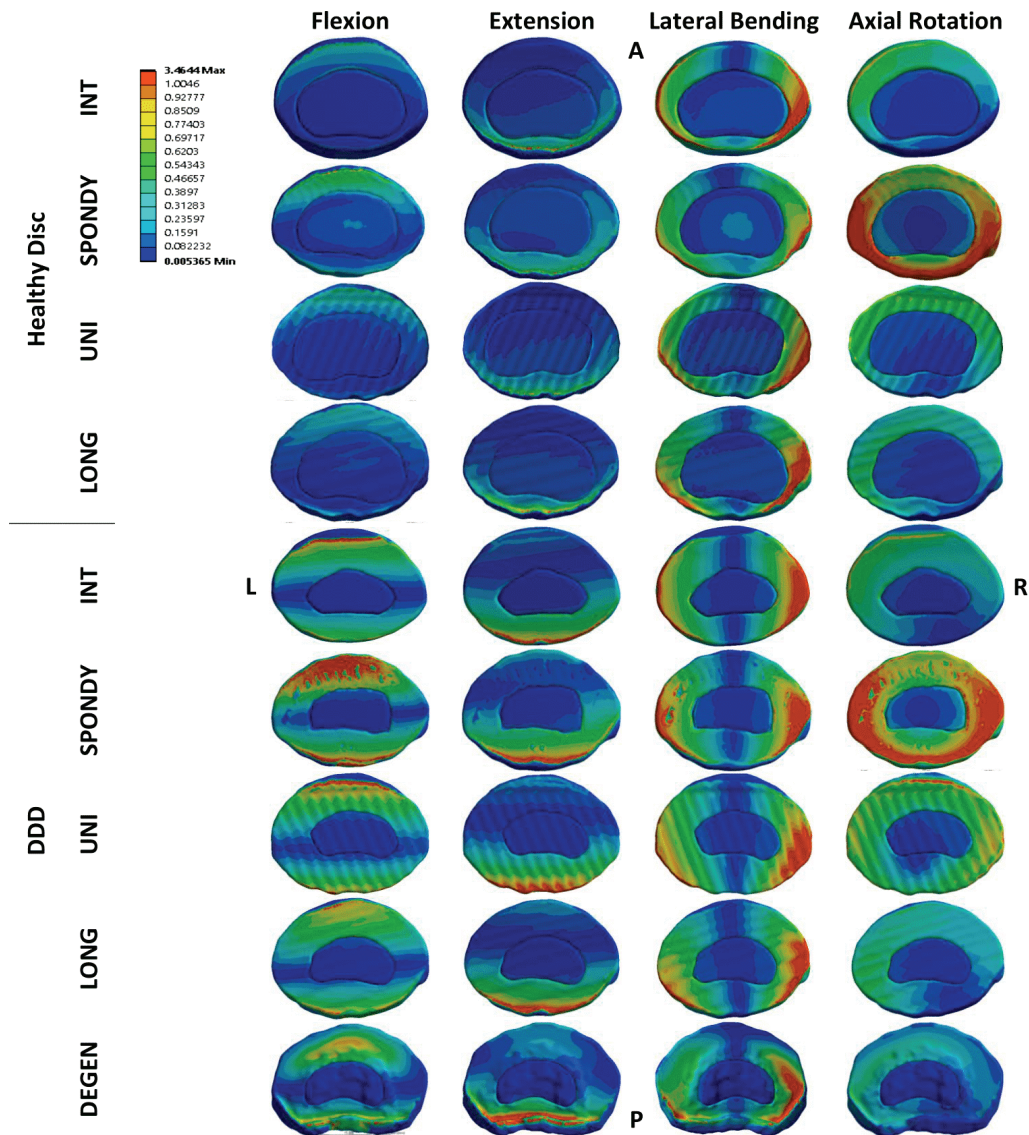 Flexion Extension Lateral Bending Axial Rotation
A
3.4644 Max
1.0046
0.92777
0.8509
0.77403
0.69717
0.6203
0.54343
0.46657
0.3897
0.31283
0.23597
0.1591
0.082232
0.005365 Min
Healthy Disc
INT
SPONDY
UNI
LONG
L
R
DDD
INT
SPONDY
UNI
LONG
DEGEN
P